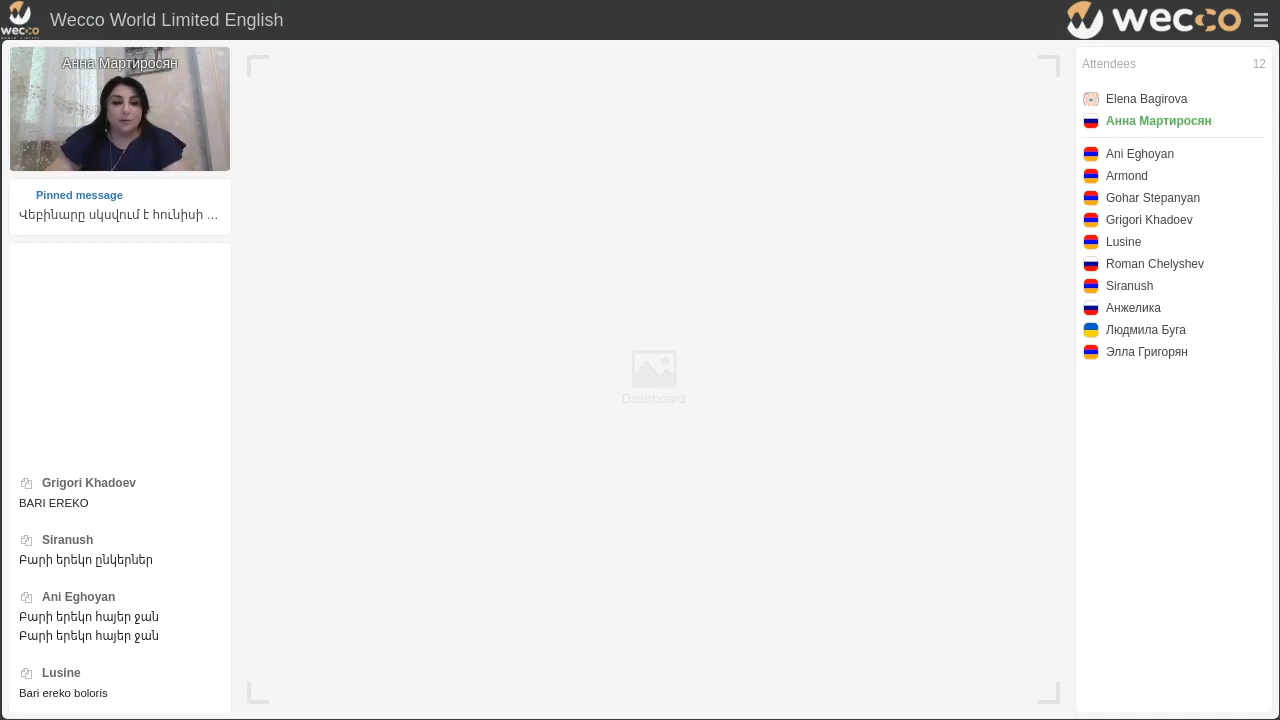 wecco
Wecco World Limited English
wecco
Анна Мартиросян
Pinned message
Վեբինարը սկսվում է հունիսի ...
Grigori Khadoev
BARI EREKO
Siranush
Բարի երեկո ընկերներ
Ani Eghoyan
Բարի երեկո հայեր ջան
Բարի երեկո հայեր ջան
Lusine
Bari ereko boloris
Dashboard
Attendees 12
Elena Bagirova
Анна Мартиросян
Ani Eghoyan
Armond
Gohar Stepanyan
Grigori Khadoev
Lusine
Roman Chelyshev
Siranush
Анжелика
Людмила Буга
Элла Григорян